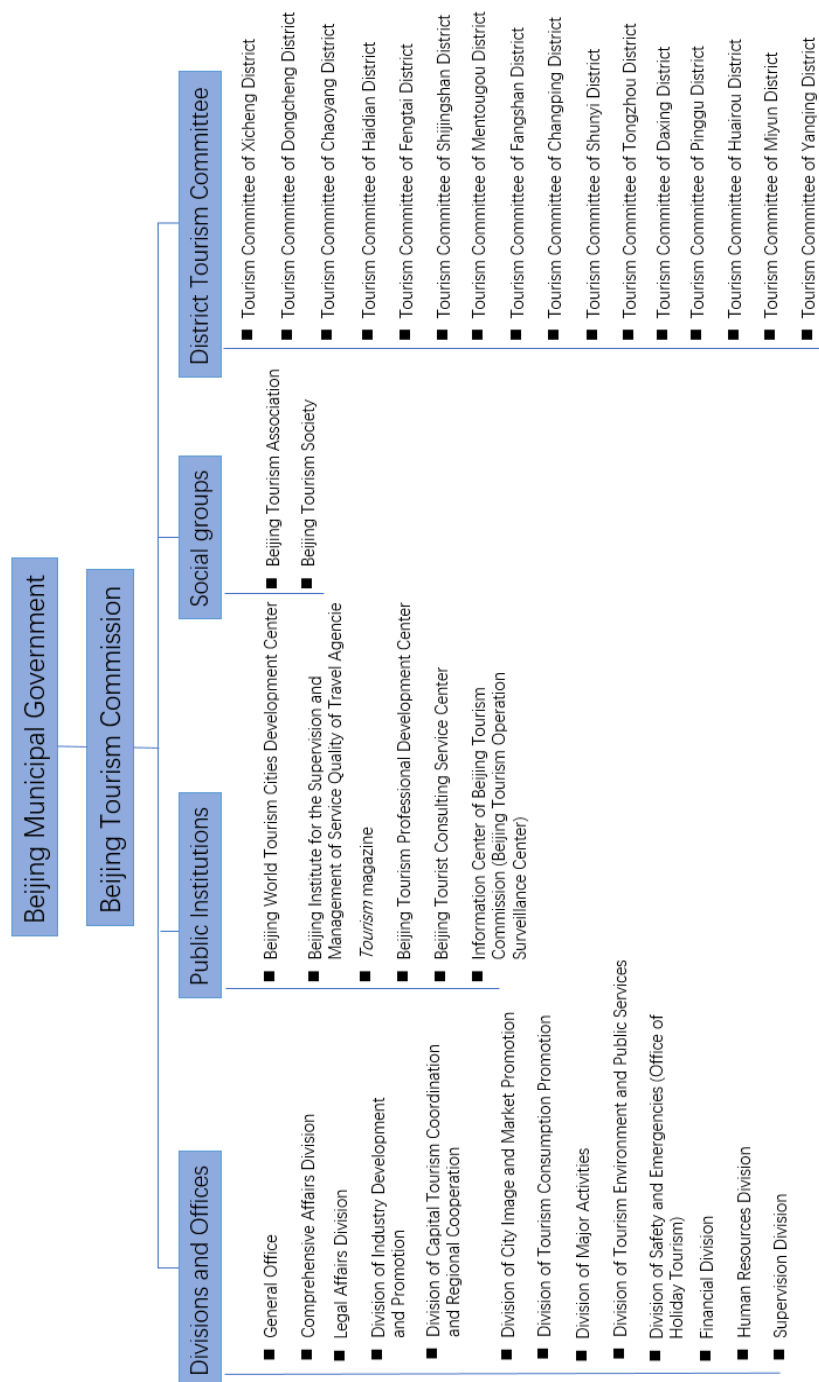 Beijing Municipal Government
Beijing Tourism Commission
Divisions and Offices
General Office
Comprehensive Affairs Division
Legal Affairs Division
Division of Industry Development
and Promotion
Division of Capital Tourism Coordination
and Regional Cooperation
Division of City Image and Market Promotion
Division of Tourism Consumption Promotion
Division of Major Activities
Division of Tourism Environment and Public Services
Division of Safety and Emergencies (Office of
Holiday Tourism)
Financial Division
Human Resources Division
Supervision Division
Public Institutions
Beijing World Tourism Cities Development Center
Beijing Institute for the Supervision and
Management of Service Quality of Travel Agencie
Tourism magazine
Beijing Tourism Professional Development Center
Beijing Tourist Consulting Service Center
Information Center of Beijing Tourism
Commission (Beijing Tourism Operation
Surveillance Center)
Social groups
Beijing Tourism Association
Beijing Tourism Society
District Tourism Committee
Tourism Committee of Xicheng District
Tourism Committee of Dongcheng District
Tourism Committee of Chaoyang District
Tourism Committee of Haidian District
Tourism Committee of Fengtai District
Tourism Committee of Shijingshan District
Tourism Committee of Mentougou District
Tourism Committee of Fangshan District
Tourism Committee of Changping District
Tourism Committee of Shunyi District
Tourism Committee of Tongzhou District
Tourism Committee of Daxing District
Tourism Committee of Pinggu District
Tourism Committee of Huairou District
Tourism Committee of Miyun District
Tourism Committee of Yanqing District